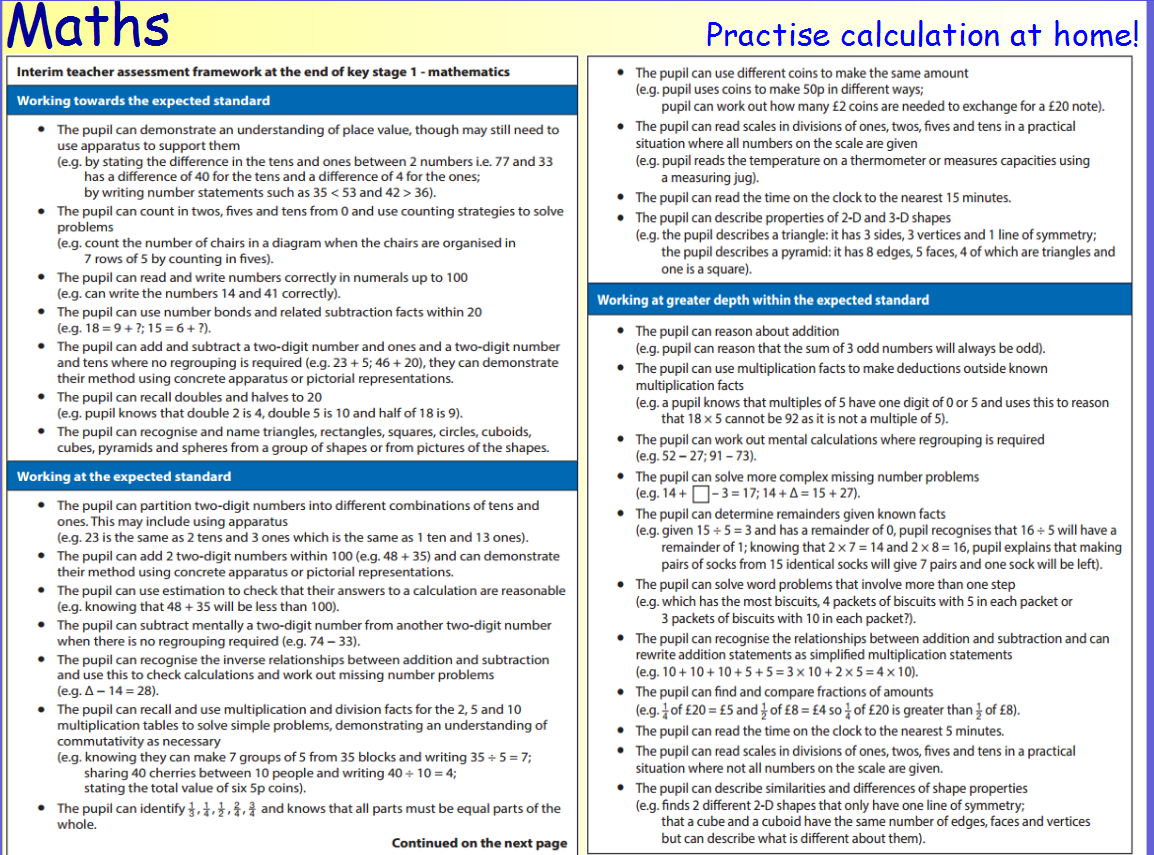 Maths
Practise calculation at home!
Interim teacher assessment framework at the end of key stage 1 - mathematics
Working towards the expected standard
• The pupil can demonstrate an understanding of place value, though may still need to
use apparatus to support them
(e.g. by stating the difference in the tens and ones between 2 numbers i.e. 77 and 33
has a difference of 40 for the tens and a difference of 4 for the ones;
by writing number statements such as 35 < 53 and 42 > 36).
• The pupil can count in twos, fives and tens from 0 and use counting strategies to solve
problems
(e.g. count the number of chairs in a diagram when the chairs are organised in
7 rows of 5 by counting in fives).
• The pupil can read and write numbers correctly in numerals up to 100
(e.g. can write the numbers 14 and 41 correctly).
• The pupil can use number bonds and related subtraction facts within 20
(e.g. 18 = 9 + ?; 15 = 6 + ?).
• The pupil can add and subtract a two-digit number and ones and a two-digit number
and tens where no regrouping is required (e.g. 23 + 5; 46 + 20), they can demonstrate
their method using concrete apparatus or pictorial representations.
• The pupil can recall doubles and halves to 20
(e.g. pupil knows that double 2 is 4, double 5 is 10 and half of 18 is 9).
• The pupil can recognise and name triangles, rectangles, squares, circles, cuboids,
cubes, pyramids and spheres from a group of shapes or from pictures of the shapes.
Working at the expected standard
• The pupil can partition two-digit numbers into different combinations of tens and
ones. This may include using apparatus
(e.g. 23 is the same as 2 tens and 3 ones which is the same as 1 ten and 13 ones).
• The pupil can add 2 two-digit numbers within 100 (e.g. 48 + 35) and can demonstrate
their method using concrete apparatus or pictorial representations.
• The pupil can use estimation to check that their answers to a calculation are reasonable
(e.g. knowing that 48 + 35 will be less than 100).
• The pupil can subtract mentally a two-digit number from another two-digit number
when there is no regrouping required (e.g. 74 – 33).
• The pupil can recognise the inverse relationships between addition and subtraction
and use this to check calculations and work out missing number problems
(e.g. Δ – 14 = 28).
• The pupil can recall and use multiplication and division facts for the 2, 5 and 10
multiplication tables to solve simple problems, demonstrating an understanding of
commutativity as necessary
(e.g. knowing they can make 7 groups of 5 from 35 blocks and writing 35 ÷ 5 = 7;
sharing 40 cherries between 10 people and writing 40 ÷ 10 = 4;
stating the total value of six 5p coins).
• The pupil can identify 1/3, 1/4, 1/2, 2/4, 3/4 and knows that all parts must be equal parts of the
whole.
Continued on the next page
• The pupil can use different coins to make the same amount
(e.g. pupil uses coins to make 50p in different ways;
pupil can work out how many £2 coins are needed to exchange for a £20 note).
• The pupil can read scales in divisions of ones, twos, fives and tens in a practical
situation where all numbers on the scale are given
(e.g. pupil reads the temperature on a thermometer or measures capacities using
a measuring jug).
• The pupil can read the time on the clock to the nearest 15 minutes.
• The pupil can describe properties of 2-D and 3-D shapes
(e.g. the pupil describes a triangle: it has 3 sides, 3 vertices and 1 line of symmetry;
the pupil describes a pyramid: it has 8 edges, 5 faces, 4 of which are triangles and
one is a square).
Working at greater depth within the expected standard
• The pupil can reason about addition
(e.g. pupil can reason that the sum of 3 odd numbers will always be odd).
• The pupil can use multiplication facts to make deductions outside known
multiplication facts
(e.g. a pupil knows that multiples of 5 have one digit of 0 or 5 and uses this to reason
that 18 × 5 cannot be 92 as it is not a multiple of 5).
• The pupil can work out mental calculations where regrouping is required
(e.g. 52 – 27; 91 – 73).
• The pupil can solve more complex missing number problems
(e.g. 14 + □ – 3 = 17; 14 + Δ = 15 + 27).
• The pupil can determine remainders given known facts
(e.g. given 15 ÷ 5 = 3 and has a remainder of 0, pupil recognises that 16 ÷ 5 will have a
remainder of 1; knowing that 2 × 7 = 14 and 2 × 8 = 16, pupil explains that making
pairs of socks from 15 identical socks will give 7 pairs and one sock will be left).
• The pupil can solve word problems that involve more than one step
(e.g. which has the most biscuits, 4 packets of biscuits with 5 in each packet or
3 packets of biscuits with 10 in each packet?).
• The pupil can recognise the relationships between addition and subtraction and can
rewrite addition statements as simplified multiplication statements
(e.g. 10 + 10 + 10 + 5 + 5 = 3 × 10 + 2 × 5 = 4 × 10).
• The pupil can find and compare fractions of amounts
(e.g. 1/4 of £20 = £5 and 1/2 of £8 = £4 so 1/4 of £20 is greater than 1/2 of £8).
• The pupil can read the time on the clock to the nearest 5 minutes.
• The pupil can read scales in divisions of ones, twos, fives and tens in a practical
situation where not all numbers on the scale are given.
• The pupil can describe similarities and differences of shape properties
(e.g. finds 2 different 2-D shapes that only have one line of symmetry;
that a cube and a cuboid have the same number of edges, faces and vertices
but can describe what is different about them).